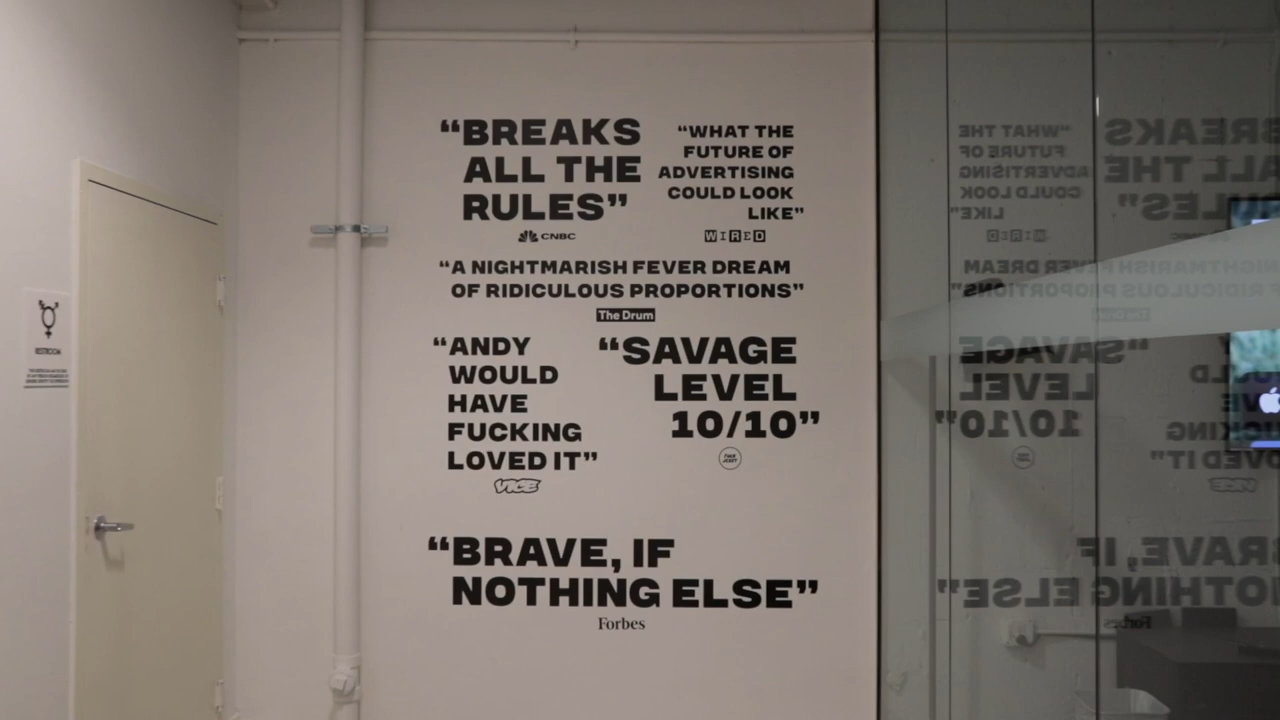 “BREAKS
ALL THE
RULES”
CNBC
“WHAT THE
FUTURE OF
ADVERTISING
COULD LOOK
LIKE”
WIRED
“A NIGHTMARISH FEVER DREAM
OF RIDICULOUS PROPORTIONS”
The Drum
“ANDY
WOULD
HAVE
FUCKING
LOVED IT”
VICE
“SAVAGE
LEVEL
10/10”
“BRAVE, IF
NOTHING ELSE”
Forbes
RESTROOM